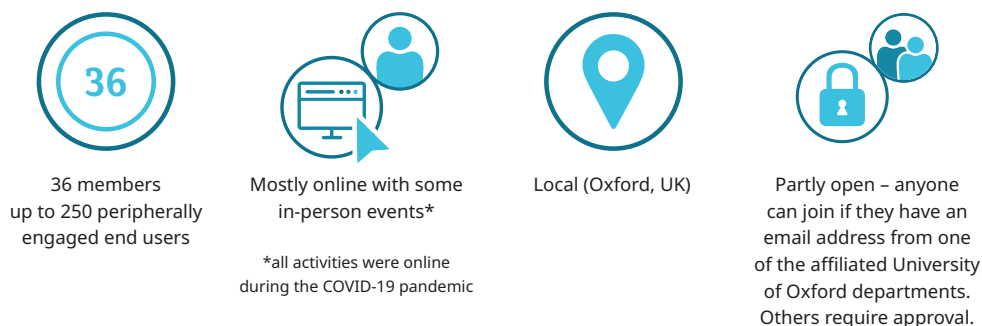 36
36 members
up to 250 peripherally
engaged end users
Mostly online with some
in-person events*
*all activities were online
during the COVID-19 pandemic
Local (Oxford, UK)
Partly open – anyone
can join if they have an
email address from one
of the affiliated University
of Oxford departments.
Others require approval.